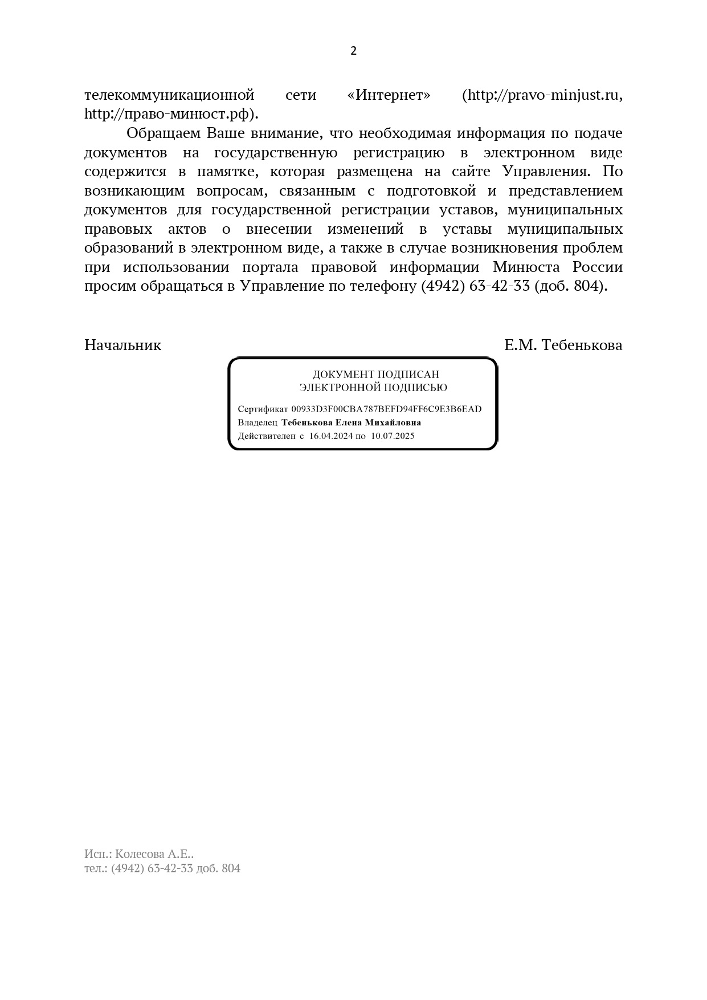 2
телекоммуникационной сети «Интернет» (http://pravo-minjust.ru,
http://право-минюст.рф).
Обращаем Ваше внимание, что необходимая информация по подаче
документов на государственную регистрацию в электронном виде
содержится в памятке, которая размещена на сайте Управления. По
возникающим вопросам, связанным с подготовкой и представлением
документов для государственной регистрации уставов, муниципальных
правовых актов о внесении изменений в уставы муниципальных
образований в электронном виде, а также в случае возникновения проблем
при использовании портала правовой информации Минюста России
просим обращаться в Управление по телефону (4942) 63-42-33 (доб. 804).
Начальник Е.М. Тебенькова
ДОКУМЕНТ ПОДПИСАН
ЭЛЕКТРОННОЙ ПОДПИСЬЮ
Сертификат 00933D3F00CBA787BEFD94FF6C9E3B6EAD
Владелец Тебенькова Елена Михайловна
Действителен с 16.04.2024 по 10.07.2025
Исп.: Колесова А.Е..
тел.: (4942) 63-42-33 доб. 804